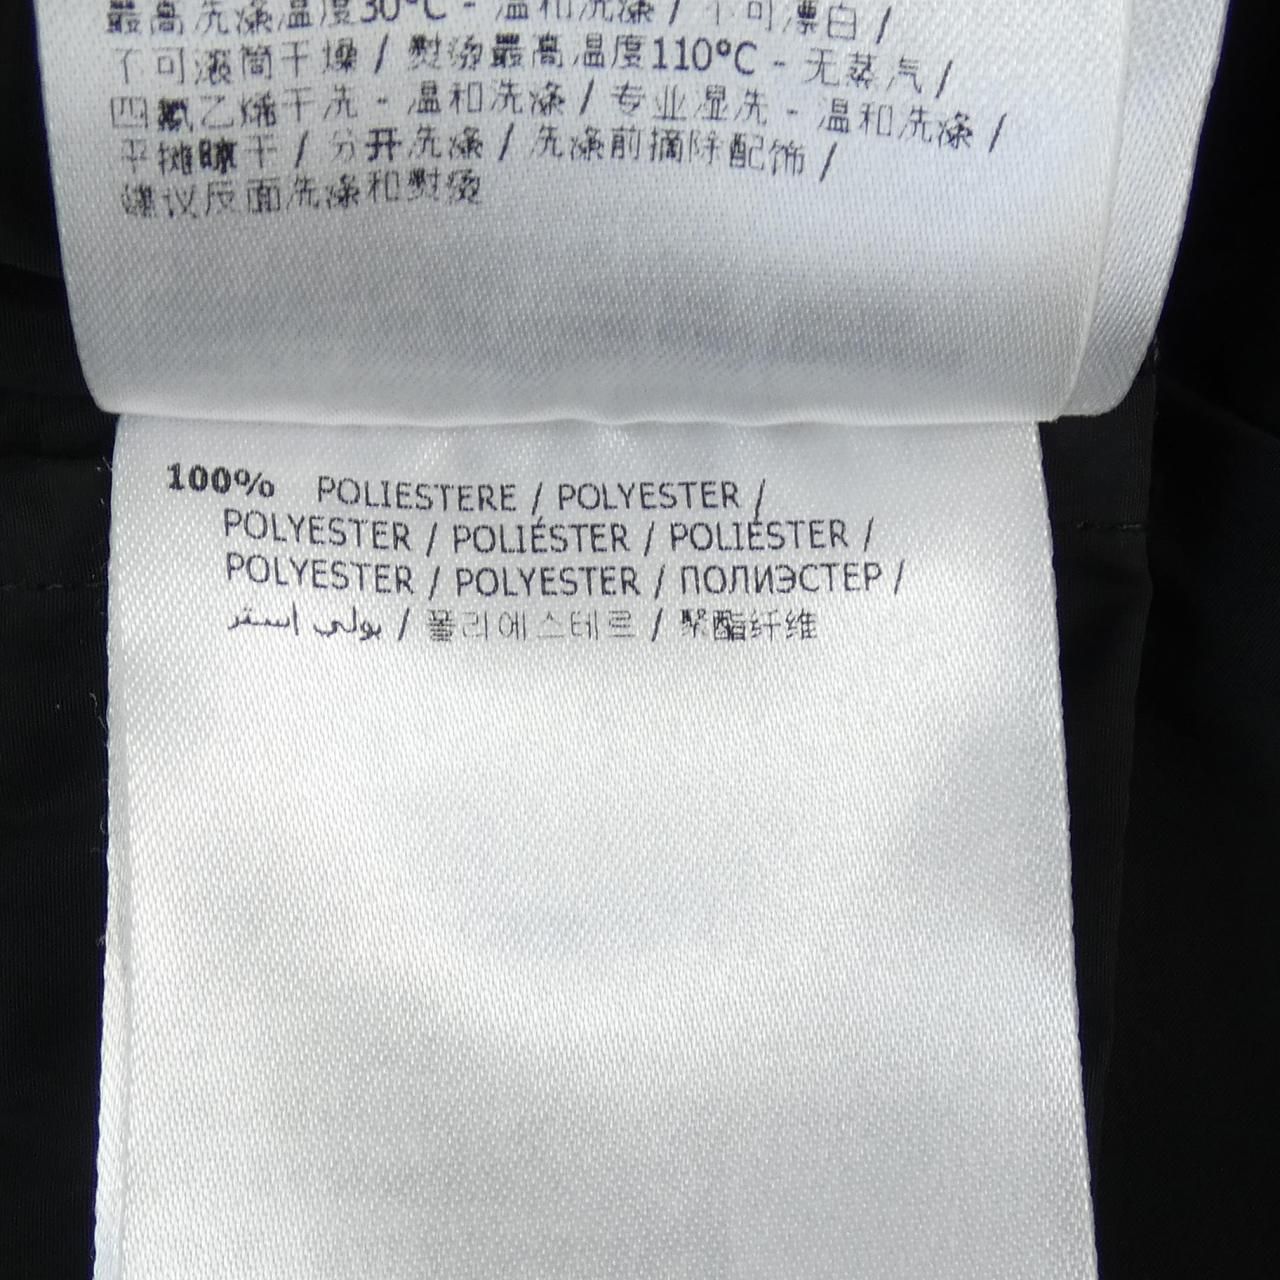 最高洗涤温度30°C - 温和洗涤 / 不可漂白 /
不可滚筒干燥 / 熨烫最高温度110°C - 无蒸气 /
四氯乙烯干洗 - 温和洗涤 / 专业湿洗 - 温和洗涤 /
平摊晾干 / 分开洗涤 / 洗涤前摘除配饰 /
建议反面洗涤和熨烫
100% POLIESTERE / POLYESTER /
POLYESTER / POLIÉSTER / POLIÉSTER /
POLYESTER / POLYESTER / ПОЛИЭСТЕР /
بولي استر / 폴리에스테르 / 聚酯纤维